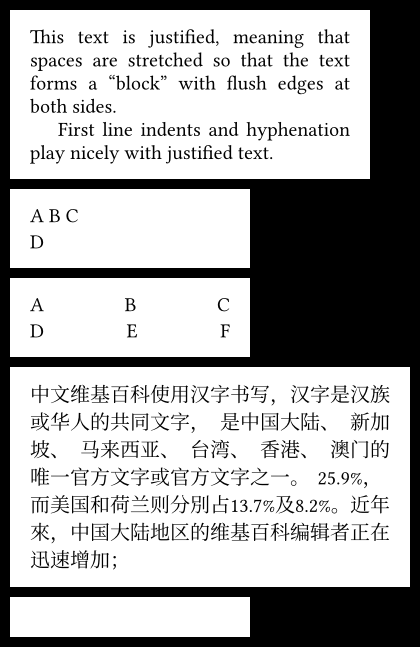 This text is justified, meaning that
spaces are stretched so that the text
forms a “block” with flush edges at
both sides.
First line indents and hyphenation
play nicely with justified text.
A B C
D
A B C
D E F
中文维基百科使用汉字书写，汉字是汉族
或华人的共同文字， 是中国大陆、 新加
坡、 马来西亚、 台湾、 香港、 澳门的
唯一官方文字或官方文字之一。 25.9%，
而美国和荷兰则分別占13.7%及8.2%。近年
來，中国大陆地区的维基百科编辑者正在
迅速增加；